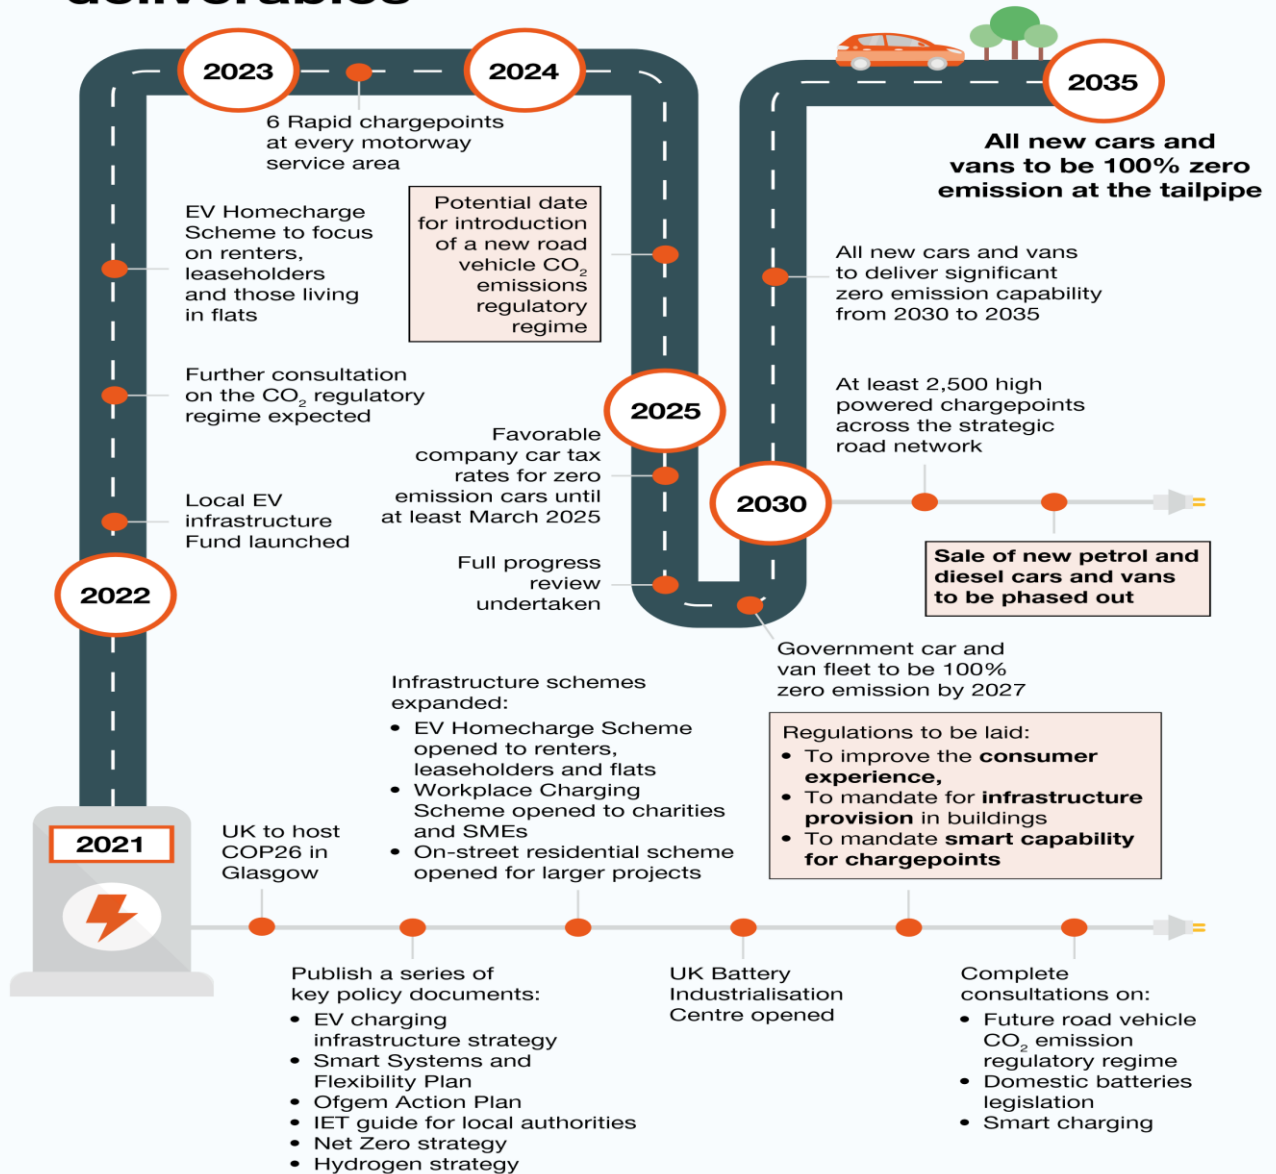 deliverables
2023
2024
2035
6 Rapid chargepoints
at every motorway
service area
All new cars and
vans to be 100% zero
emission at the tailpipe
EV Homecharge
Scheme to focus
on renters,
leaseholders
and those living
in flats
Potential date
for introduction
of a new road
vehicle CO₂
emissions
regulatory
regime
All new cars and vans
to deliver significant
zero emission capability
from 2030 to 2035
Further consultation
on the CO₂ regulatory
regime expected
2025
At least 2,500 high
powered chargepoints
across the strategic
road network
Favorable
company car tax
rates for zero
emission cars until
at least March 2025
Local EV
infrastructure
Fund launched
2030
Sale of new petrol and
diesel cars and vans
to be phased out
Full progress
review
undertaken
2022
Government car and
van fleet to be 100%
zero emission by 2027
Infrastructure schemes
expanded:
• EV Homecharge Scheme
opened to renters,
leaseholders and flats
• Workplace Charging
Scheme opened to charities
and SMEs
• On-street residential scheme
opened for larger projects
Regulations to be laid:
• To improve the consumer
experience,
• To mandate for infrastructure
provision in buildings
• To mandate smart capability
for chargepoints
2021
UK to host
COP26 in
Glasgow
Publish a series of
key policy documents:
• EV charging
infrastructure strategy
• Smart Systems and
Flexibility Plan
• Ofgem Action Plan
• IET guide for local authorities
• Net Zero strategy
• Hydrogen strategy
UK Battery
Industrialisation
Centre opened
Complete
consultations on:
• Future road vehicle
CO₂ emission
regulatory regime
• Domestic batteries
legislation
• Smart charging